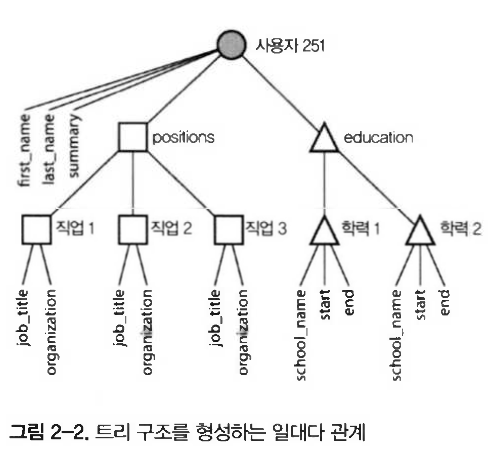 사용자 251
first_name
last_name
summary
positions
education
직업 1
직업 2
직업 3
학력 1
학력 2
job_title
organization
job_title
organization
job_title
organization
school_name
start
end
school_name
start
end
그림 2-2. 트리 구조를 형성하는 일대다 관계